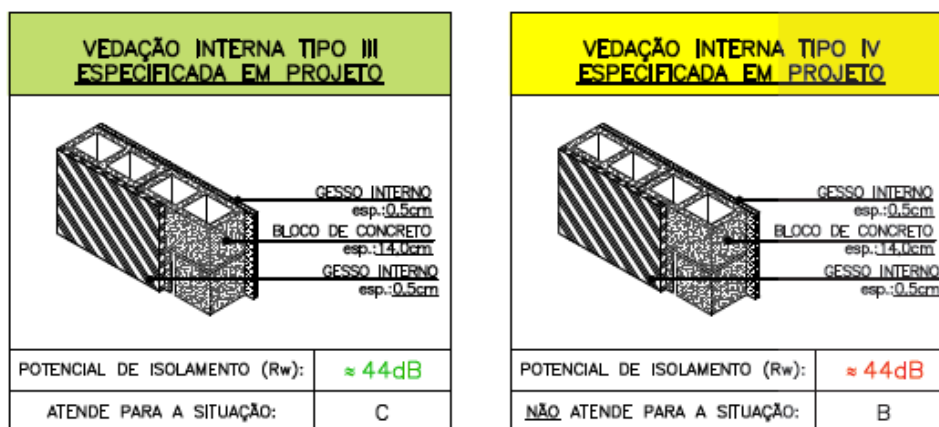 VEDAÇÃO INTERNA TIPO III
ESPECIFICADA EM PROJETO
GESSO INTERNO
esp.:0.5cm
BLOCO DE CONCRETO
esp.:14.0cm
GESSO INTERNO
esp.:0.5cm
POTENCIAL DE ISOLAMENTO (Rw): ≈ 44dB
ATENDE PARA A SITUAÇÃO: C
VEDAÇÃO INTERNA TIPO IV
ESPECIFICADA EM PROJETO
GESSO INTERNO
esp.:0.5cm
BLOCO DE CONCRETO
esp.:14.0cm
GESSO INTERNO
esp.:0.5cm
POTENCIAL DE ISOLAMENTO (Rw): ≈ 44dB
NÃO ATENDE PARA A SITUAÇÃO: B